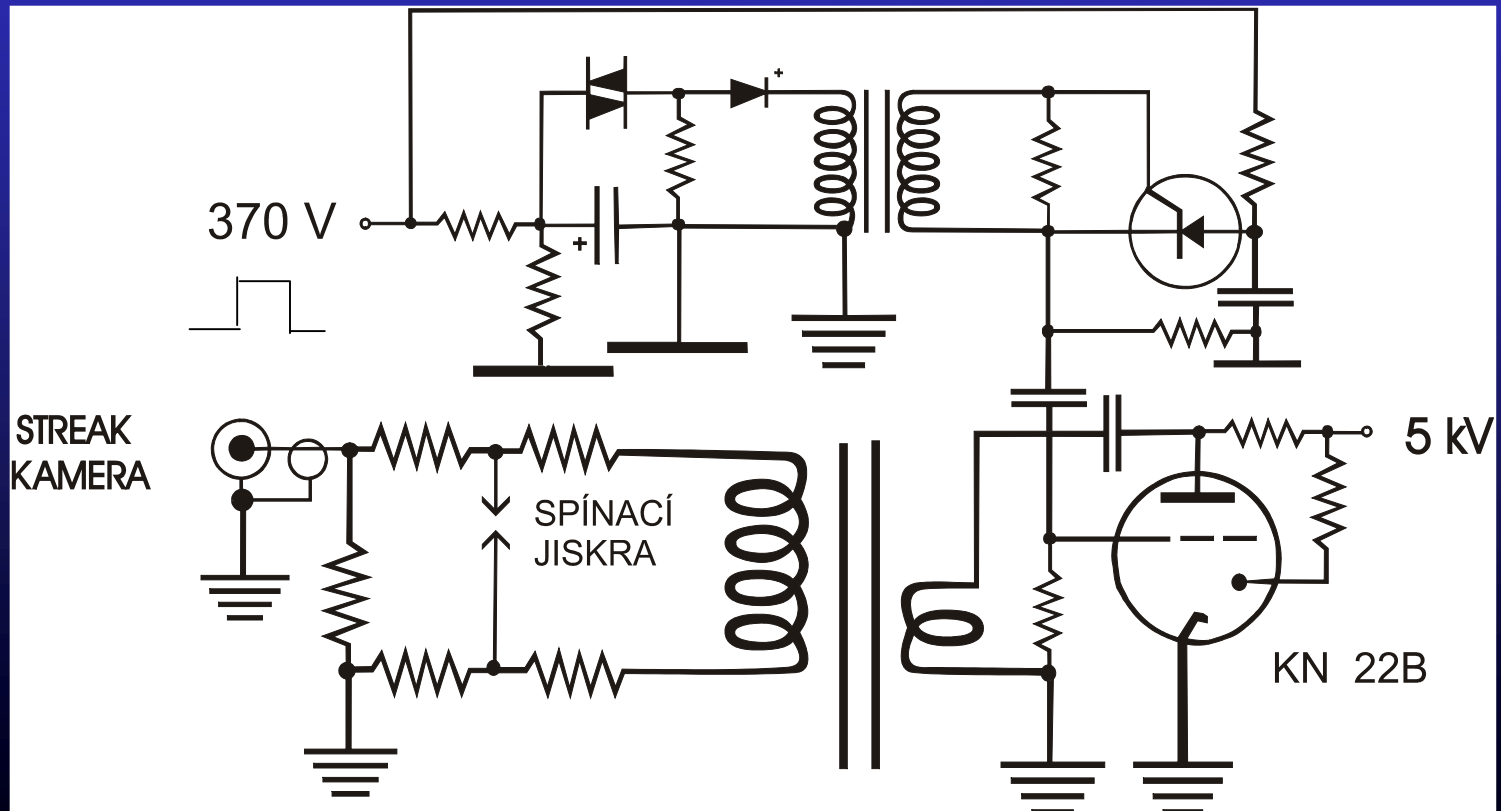 370 V
+
+
STREAK
KAMERA
SPÍNACÍ
JISKRA
5 kV
KN 22B